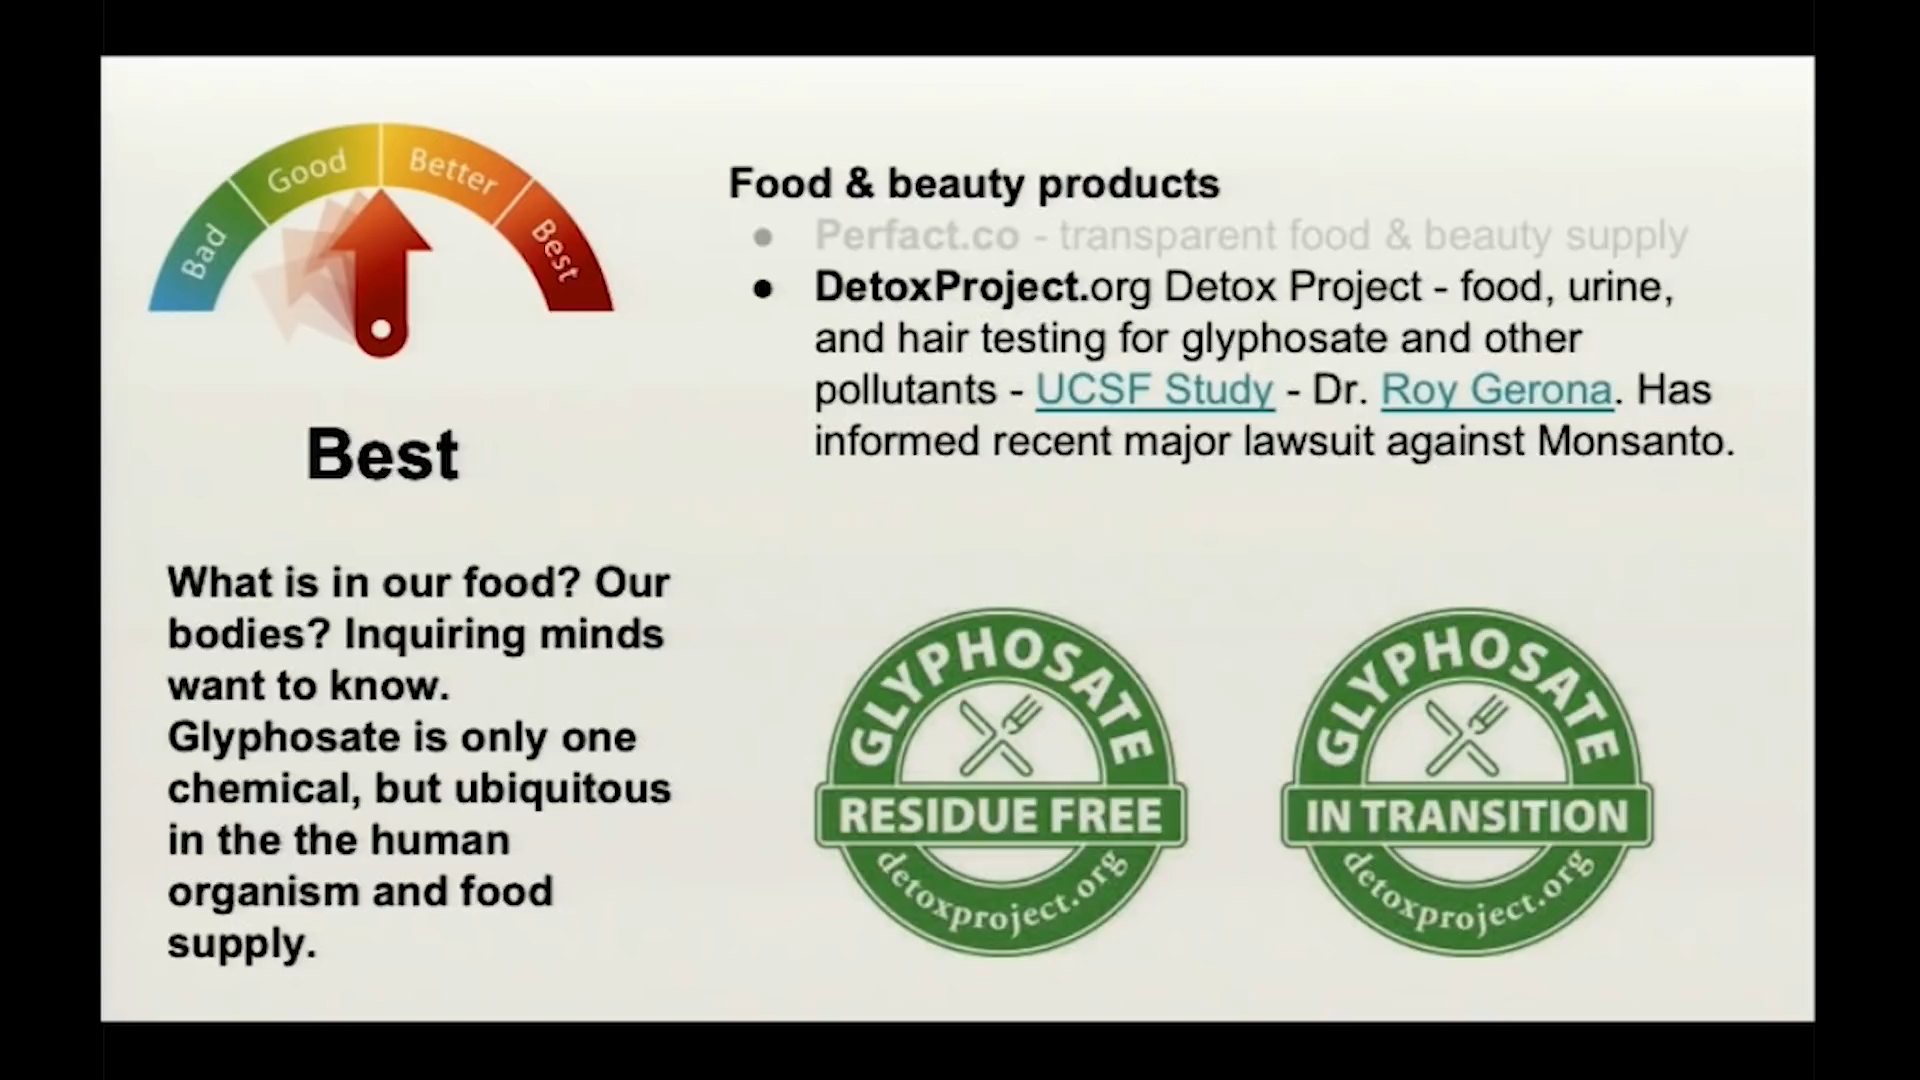 Bad
Good
Better
Best
Best
What is in our food? Our
bodies? Inquiring minds
want to know.
Glyphosate is only one
chemical, but ubiquitous
in the the human
organism and food
supply.
Food & beauty products
● Perfact.co - transparent food & beauty supply
● DetoxProject.org Detox Project - food, urine,
and hair testing for glyphosate and other
pollutants - UCSF Study - Dr. Roy Gerona. Has
informed recent major lawsuit against Monsanto.
GLYPHOSATE
RESIDUE FREE
detoxproject.org
GLYPHOSATE
IN TRANSITION
detoxproject.org